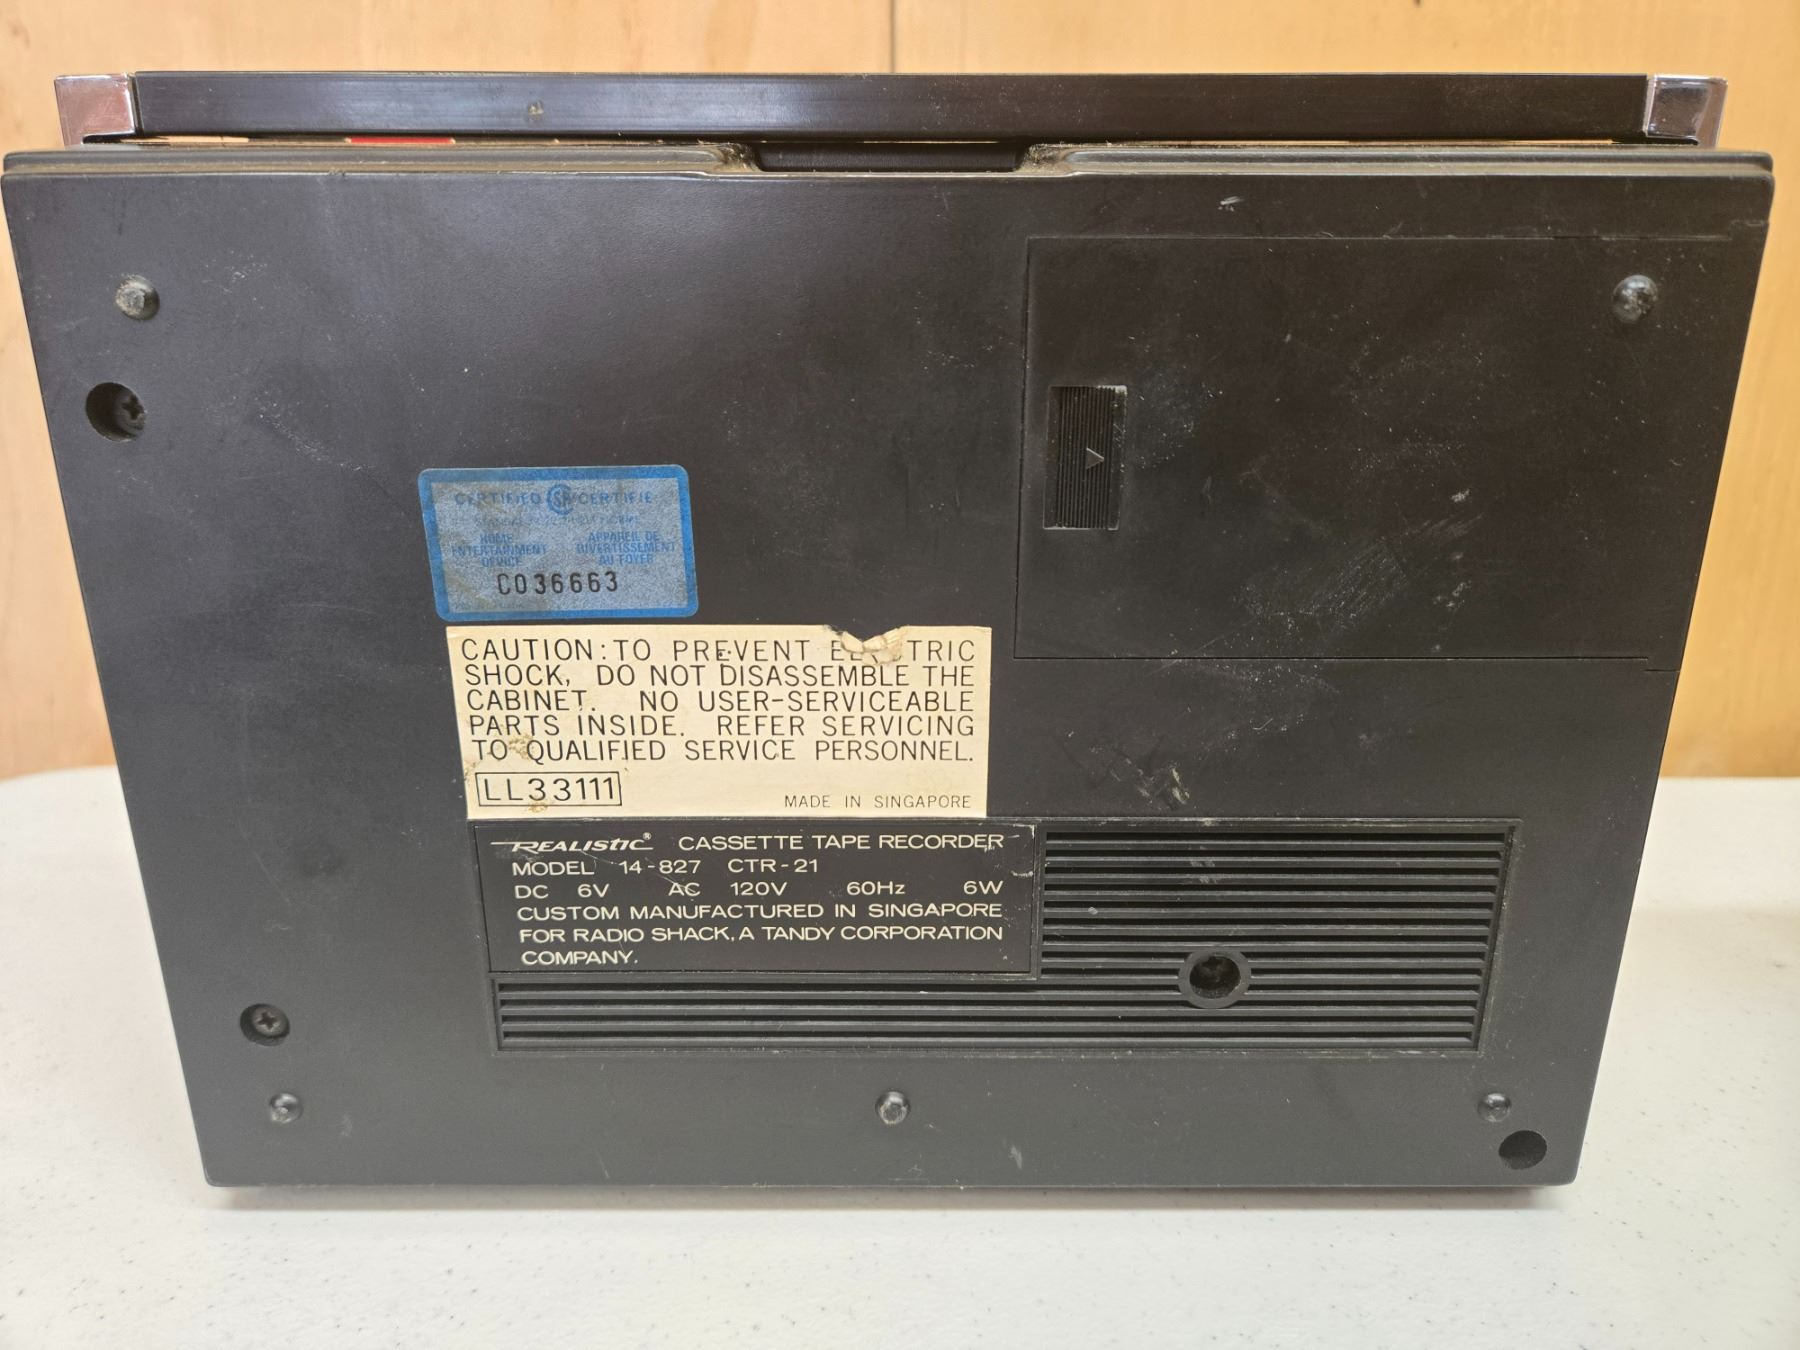 CERTIFIED SA CERTIFIE
HOME APPAREIL DE
ENTERTAINMENT DIVERTISSEMENT
DEVICE AU FOYER
C036663
CAUTION: TO PREVENT ELECTRIC
SHOCK, DO NOT DISASSEMBLE THE
CABINET. NO USER-SERVICEABLE
PARTS INSIDE. REFER SERVICING
TO QUALIFIED SERVICE PERSONNEL.
LL33111
MADE IN SINGAPORE
REALISTIC® CASSETTE TAPE RECORDER
MODEL 14-827 CTR-21
DC 6V AC 120V 60Hz 6W
CUSTOM MANUFACTURED IN SINGAPORE
FOR RADIO SHACK, A TANDY CORPORATION
COMPANY.